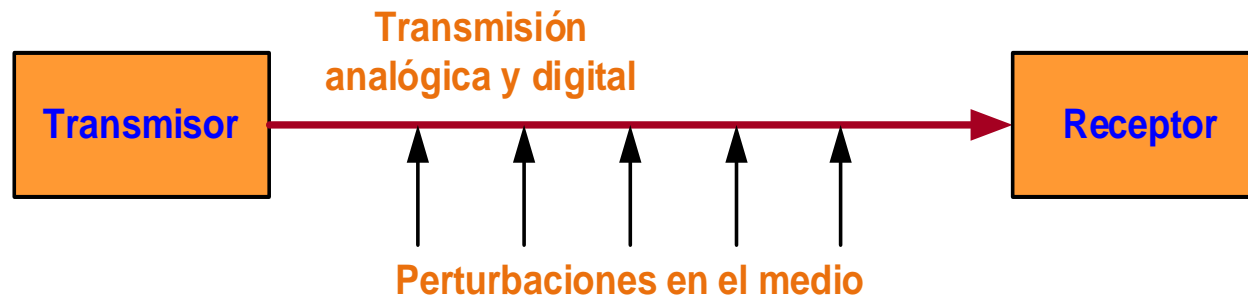 Transmisión
analógica y digital
Transmisor
Receptor
Perturbaciones en el medio